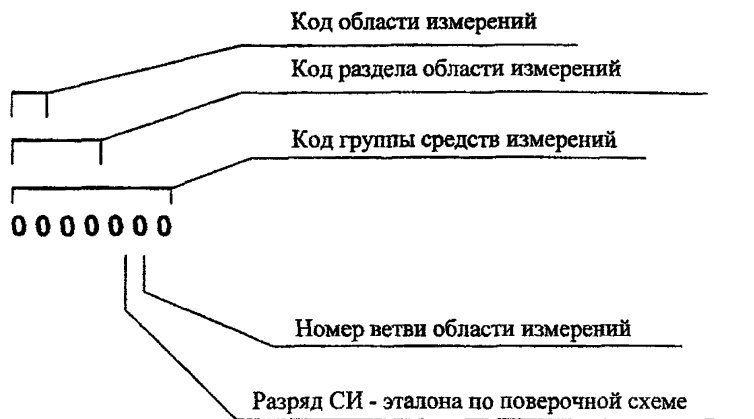 Код области измерений
Код раздела области измерений
Код группы средств измерений
0000000
Номер ветви области измерений
Разряд СИ - эталона по поверочной схеме